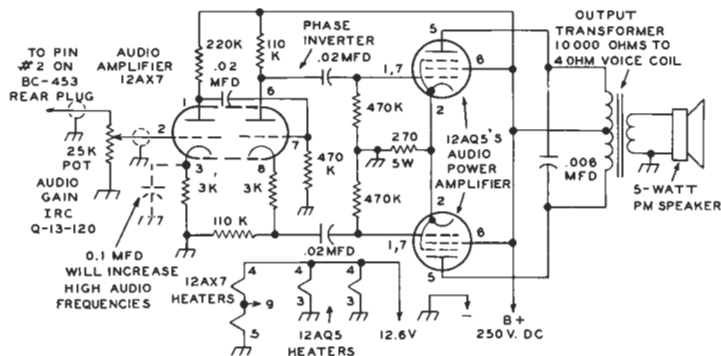 TO PIN
#2 ON
BC-453
REAR PLUG
AUDIO
AMPLIFIER
12AX7
220K
110
K
PHASE
INVERTER
.02MFD
.02
MFD
1
6
2
7
3
8
25K
POT
AUDIO
GAIN
IRC
Q-13-120
3K
3K
470
K
110 K
.02MFD
0.1 MFD
WILL INCREASE
HIGH AUDIO
FREQUENCIES
470K
470K
270
5W
1,7
5
6
2
12AQ5'S
AUDIO
POWER
AMPLIFIER
2
1,7
6
5
OUTPUT
TRANSFORMER
10000 OHMS TO
4 OHM VOICE COIL
.006
MFD
5-WATT
PM SPEAKER
12AX7
HEATERS
4
9
5
4
3
4
3
12AQ5
HEATERS
12.6V
–
B+
250V. DC